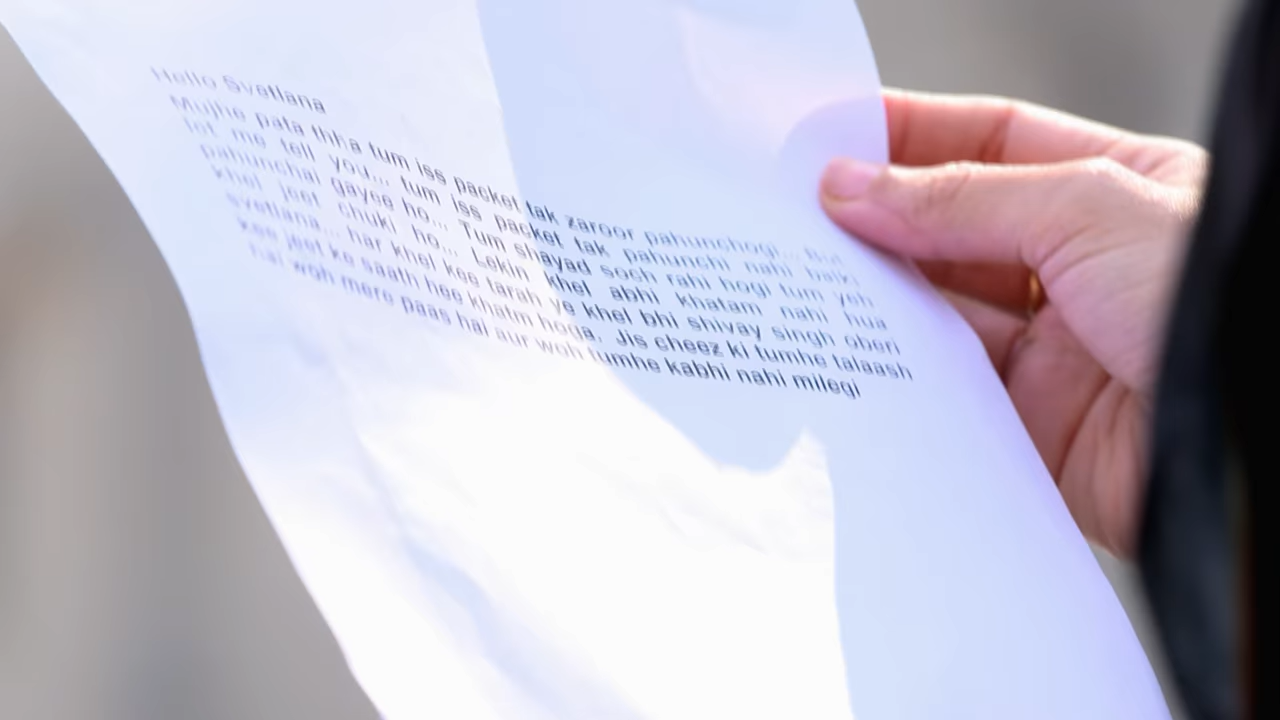 Hello Svetlana
Mujhe pata thha tum iss packet tak zaroor pahunchogi... But
let me tell you... tum iss packet tak pahunchi nahi balki
pahunchai gayee ho... Tum shayad soch rahi hogi tum yeh
khel jeet chuki ho... Lekin khel abhi khatam nahi hua
svetlana... har khel kee tarah ye khel bhi shivay singh oberi
kee jeet ke saath hee khatm hoga. Jis cheez ki tumhe talaash
hai woh mere paas hai aur woh tumhe kabhi nahi milegi